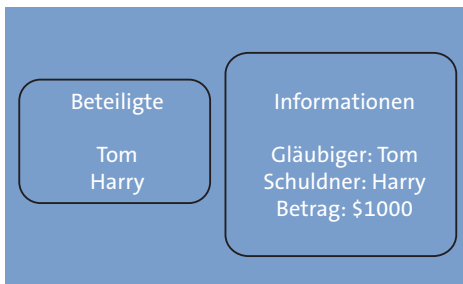 Beteiligte
Tom
Harry
Informationen
Gläubiger: Tom
Schuldner: Harry
Betrag: $1000